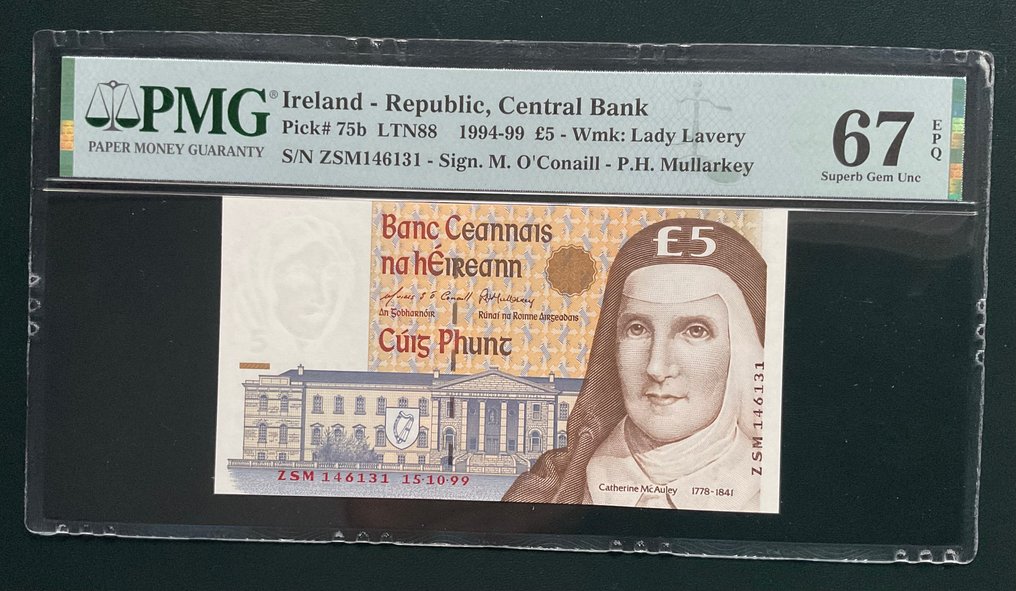 PMG®
PAPER MONEY GUARANTY
Ireland - Republic, Central Bank
Pick# 75b LTN88 1994-99 £5 - Wmk: Lady Lavery
S/N ZSM146131 - Sign. M. O'Conaill - P.H. Mullarkey
67 EPQ
Superb Gem Unc
£5
Banc Ceannais
na hÉireann
An Gobharnóir Rúnaí na Roinne Airgeadais
Cúig Phunt
ZSM 146131
ZSM 146131 15·10·99
Catherine McAuley 1778-1841